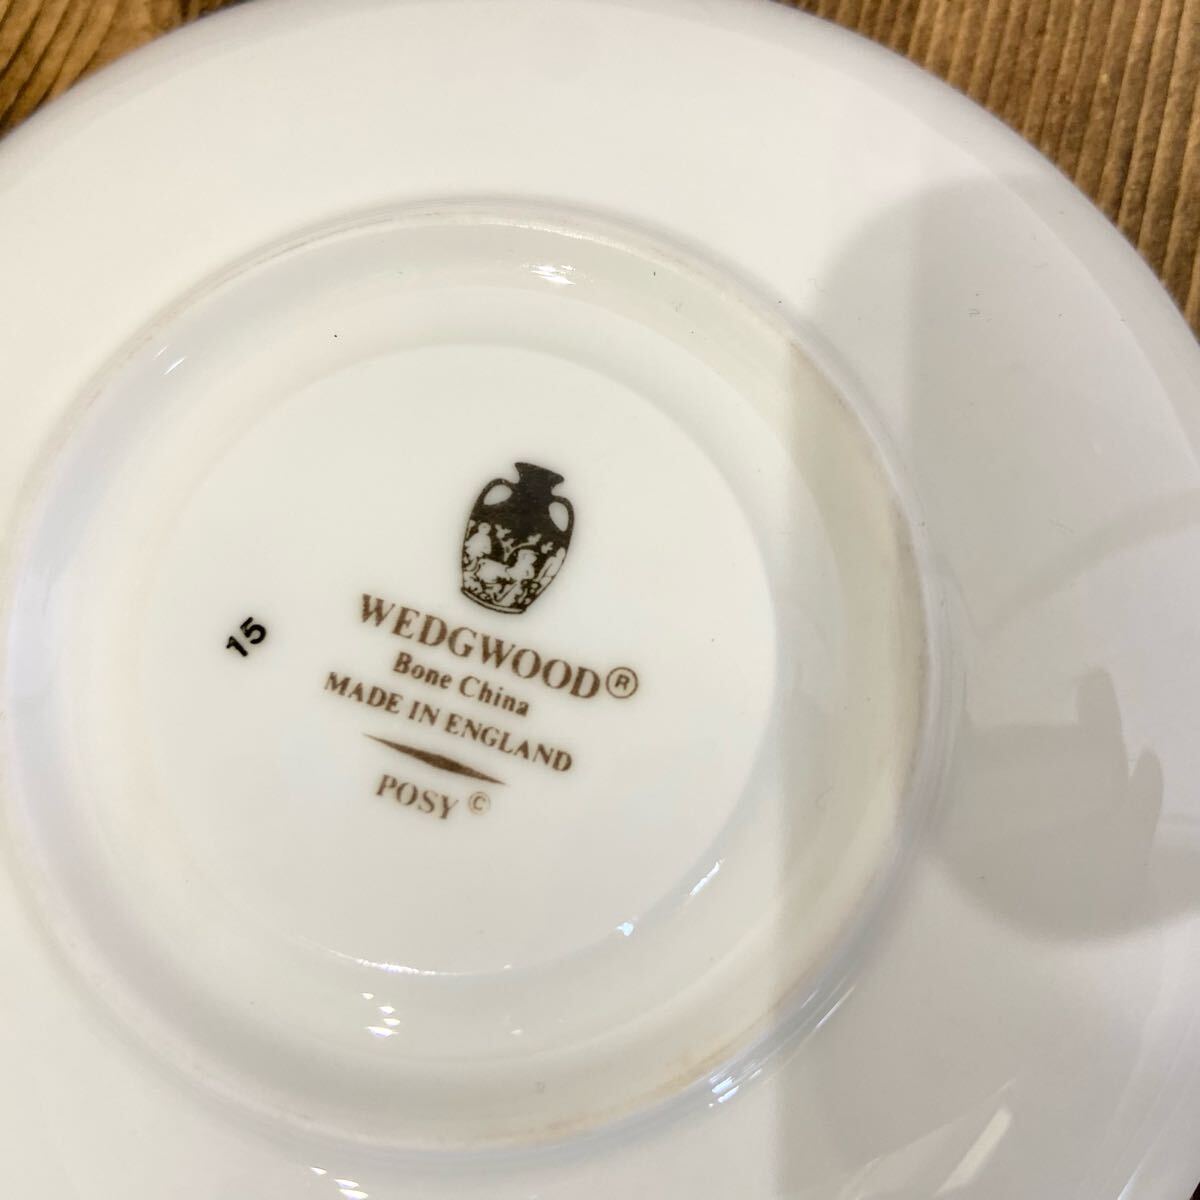 WEDGWOOD®
Bone China
MADE IN ENGLAND
POSY ©
15